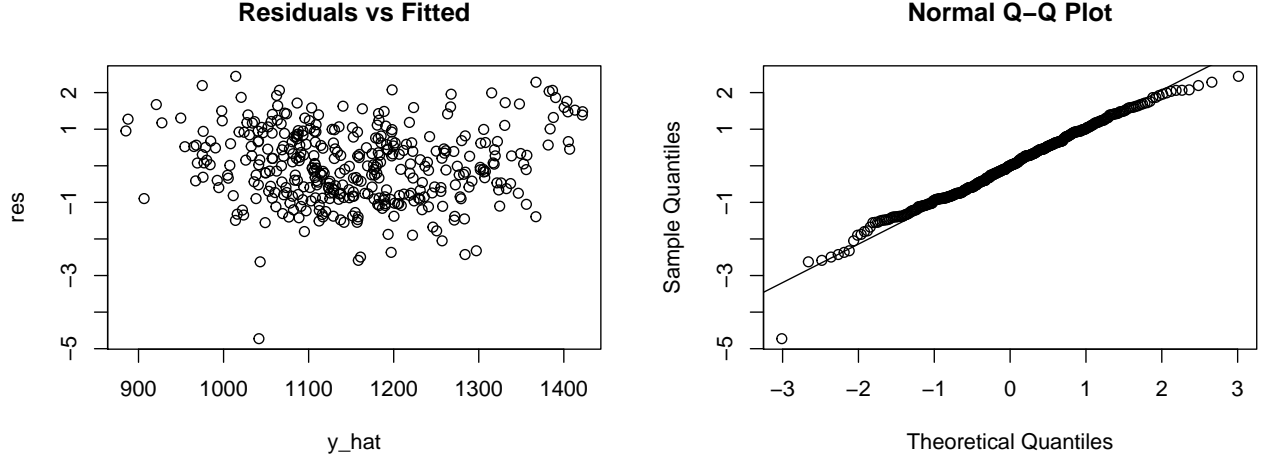 Residuals vs Fitted
res
2
1
−1
−3
−5
900 1000 1100 1200 1300 1400
y_hat
Normal Q−Q Plot
Sample Quantiles
2
1
−1
−3
−5
−3 −2 −1 0 1 2 3
Theoretical Quantiles